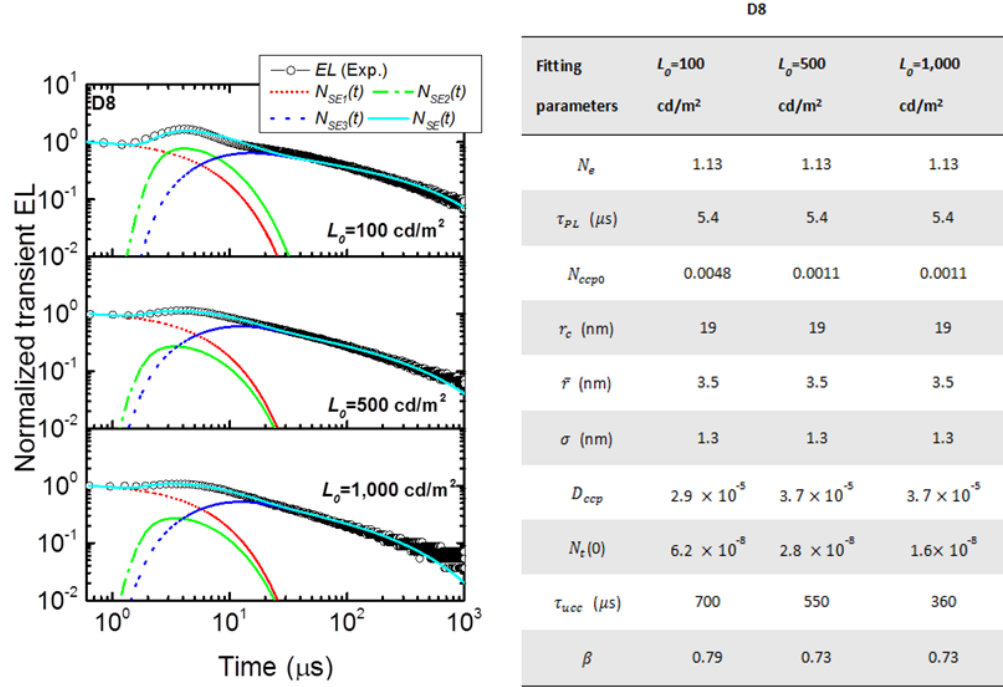 D8
EL (Exp.)
N_SE1(t) N_SE2(t)
N_SE3(t) N_SE(t)
Normalized transient EL
10^1
10^0
10^-1
10^-2
L_0=100 cd/m^2
10^0
10^-1
10^-2
L_0=500 cd/m^2
10^0
10^-1
10^-2
L_0=1,000 cd/m^2
10^0 10^1 10^2 10^3
Time (μs)
D8
Fitting parameters L_0=100 cd/m² L_0=500 cd/m² L_0=1,000 cd/m²
N_e 1.13 1.13 1.13
τ_PL (μs) 5.4 5.4 5.4
N_ccp0 0.0048 0.0011 0.0011
r_c (nm) 19 19 19
r̄ (nm) 3.5 3.5 3.5
σ (nm) 1.3 1.3 1.3
D_ccp 2.9 × 10^-5 3.7 × 10^-5 3.7 × 10^-5
N_t(0) 6.2 × 10^-8 2.8 × 10^-8 1.6× 10^-8
τ_ucc (μs) 700 550 360
β 0.79 0.73 0.73